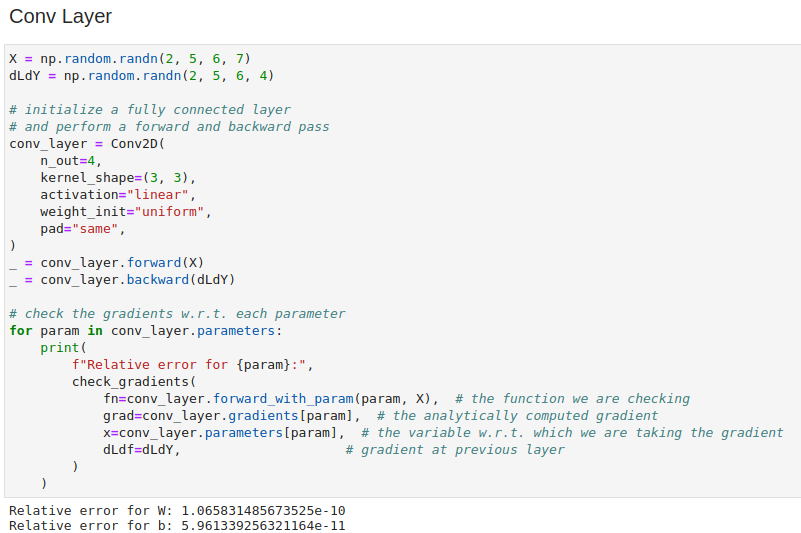 Conv Layer
X = np.random.randn(2, 5, 6, 7)
dLdY = np.random.randn(2, 5, 6, 4)
# initialize a fully connected layer
# and perform a forward and backward pass
conv_layer = Conv2D(
    n_out=4,
    kernel_shape=(3, 3),
    activation="linear",
    weight_init="uniform",
    pad="same",
)
_ = conv_layer.forward(X)
_ = conv_layer.backward(dLdY)
# check the gradients w.r.t. each parameter
for param in conv_layer.parameters:
    print(
        f"Relative error for {param}:",
        check_gradients(
            fn=conv_layer.forward_with_param(param, X),  # the function we are checking
            grad=conv_layer.gradients[param],  # the analytically computed gradient
            x=conv_layer.parameters[param],  # the variable w.r.t. which we are taking the gradient
            dLdf=dLdY,                     # gradient at previous layer
        )
    )
Relative error for W: 1.065831485673525e-10
Relative error for b: 5.961339256321164e-11